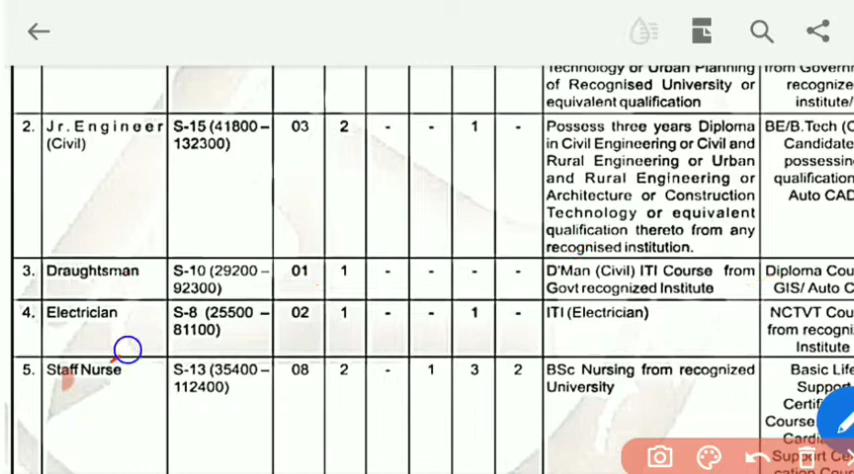 Technology or Urban Planning from Governm
of Recognised University or recognize
equivalent qualification institute/
2. Jr. Engineer S-15 (41800 – 03 2 - - 1 - Possess three years Diploma BE/B.Tech (C
(Civil) 132300) in Civil Engineering or Civil and Candidate
Rural Engineering or Urban possessin
and Rural Engineering or qualification
Architecture or Construction Auto CAD
Technology or equivalent
qualification thereto from any
recognised institution.
3. Draughtsman S-10 (29200 – 01 1 - - - - D'Man (Civil) ITI Course from Diploma Cou
92300) Govt recognized Institute GIS/ Auto C
4. Electrician S-8 (25500 – 02 1 - - 1 - ITI (Electrician) NCTVT Cou
81100) from recogni
Institute
5. Staff Nurse S-13 (35400 – 08 2 - 1 3 2 BSc Nursing from recognized Basic Life
112400) University Support
Certif
Course
Cardi
Support Ce
cation Cour